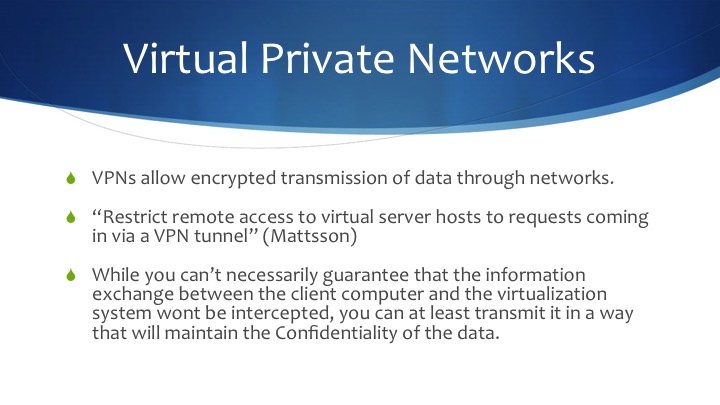 Virtual Private Networks
VPNs allow encrypted transmission of data through networks.
“Restrict remote access to virtual server hosts to requests coming
in via a VPN tunnel” (Mattsson)
While you can’t necessarily guarantee that the information
exchange between the client computer and the virtualization
system wont be intercepted, you can at least transmit it in a way
that will maintain the Confidentiality of the data.